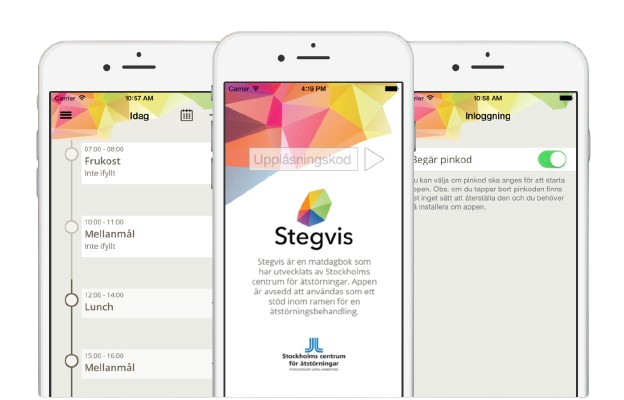 Carrier 10:57 AM
Idag
07:00 - 08:00
Frukost
Inte ifyllt
10:00 - 11:00
Mellanmål
Inte ifyllt
12:00 - 14:00
Lunch
15:00 - 16:00
Mellanmål
Carrier 4:19 PM
Upplåsningskod
Stegvis
Stegvis är en matdagbok som
har utvecklats av Stockholms
centrum för ätstörningar. Appen
är avsedd att användas som ett
stöd inom ramen för en
ätstörningsbehandling.
Stockholms centrum
för ätstörningar
STOCKHOLMS LÄNS LANDSTING
rier 10:58 AM
Inloggning
Begär pinkod
u kan välja om pinkod ska anges för att starta
ppen. Obs. om du tappar bort pinkoden finns
et inget sätt att återställa den och du behöver
å installera om appen.